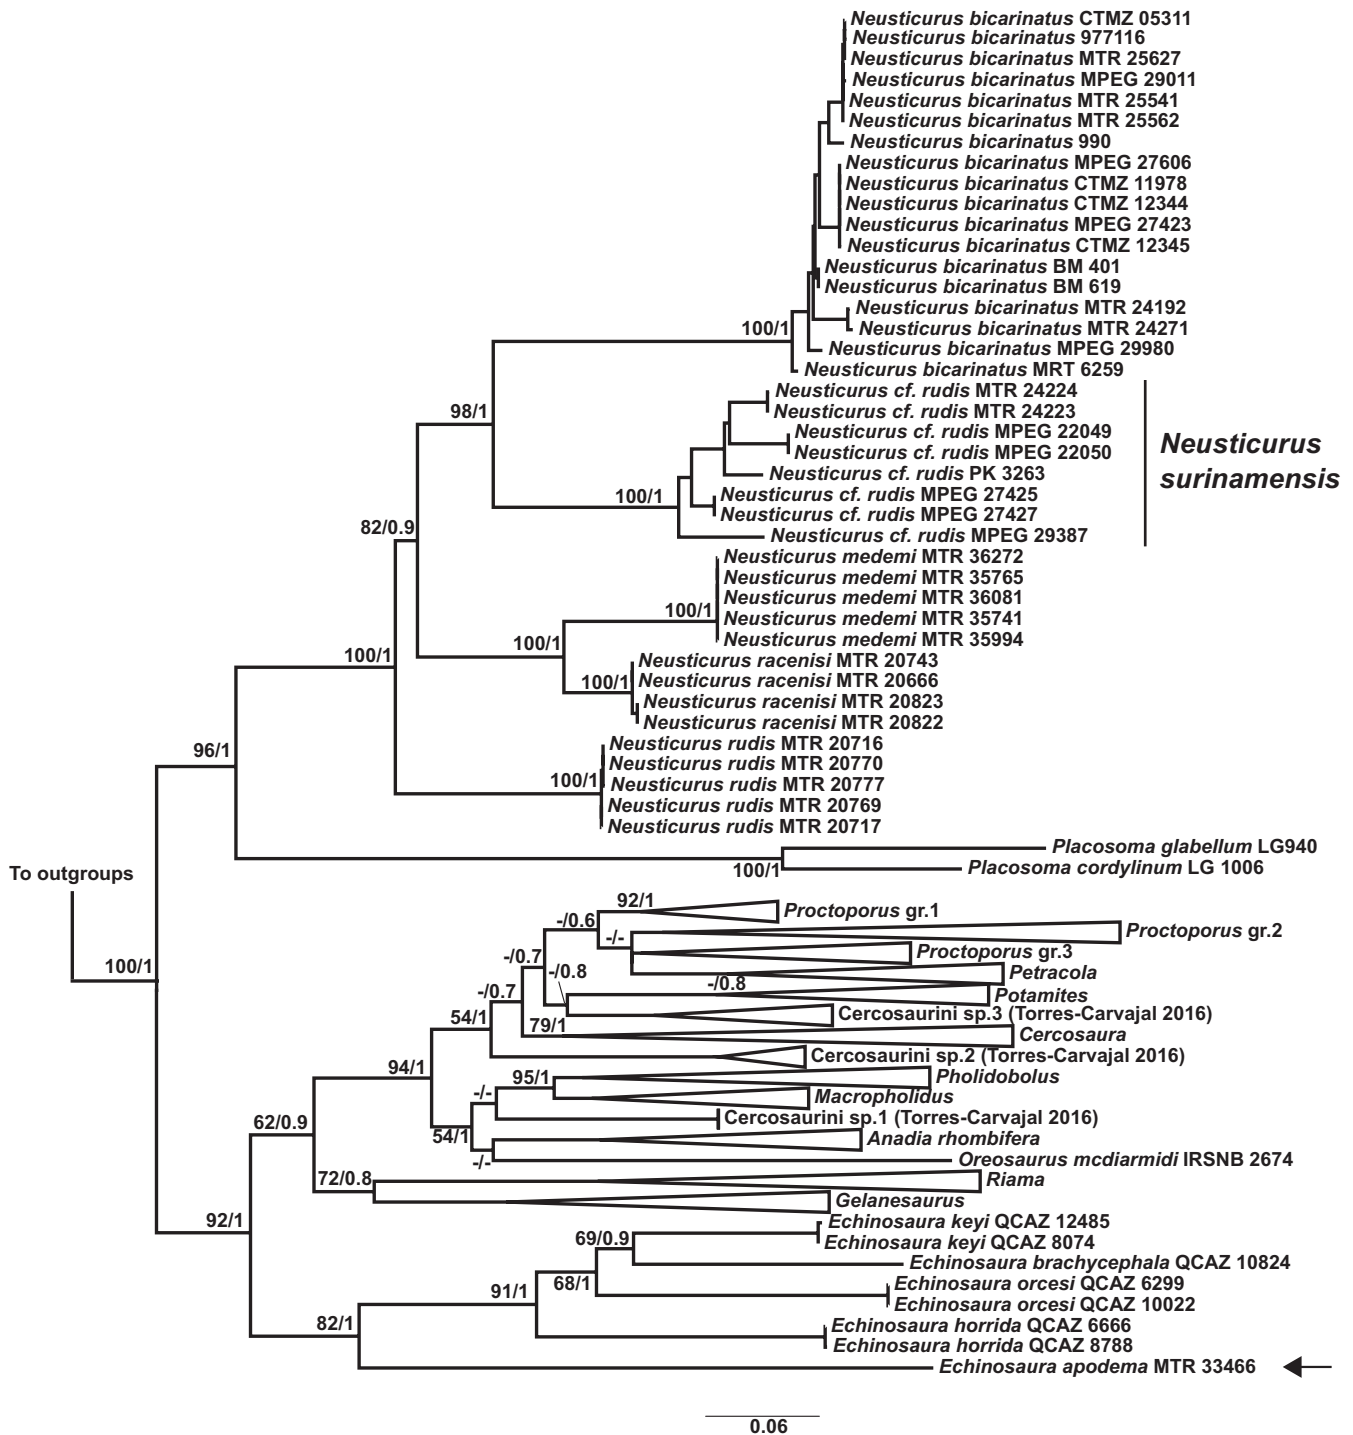 Neusticurus bicarinatus CTMZ 05311
Neusticurus bicarinatus 977116
Neusticurus bicarinatus MTR 25627
Neusticurus bicarinatus MPEG 29011
Neusticurus bicarinatus MTR 25541
Neusticurus bicarinatus MTR 25562
Neusticurus bicarinatus 990
Neusticurus bicarinatus MPEG 27606
Neusticurus bicarinatus CTMZ 11978
Neusticurus bicarinatus CTMZ 12344
Neusticurus bicarinatus MPEG 27423
Neusticurus bicarinatus CTMZ 12345
Neusticurus bicarinatus BM 401
Neusticurus bicarinatus BM 619
Neusticurus bicarinatus MTR 24192
Neusticurus bicarinatus MTR 24271
100/1
Neusticurus bicarinatus MPEG 29980
Neusticurus bicarinatus MRT 6259
Neusticurus cf. rudis MTR 24224
98/1
Neusticurus cf. rudis MTR 24223
Neusticurus cf. rudis MPEG 22049
Neusticurus cf. rudis MPEG 22050
Neusticurus
surinamensis
Neusticurus cf. rudis PK 3263
100/1
Neusticurus cf. rudis MPEG 27425
Neusticurus cf. rudis MPEG 27427
82/0.9
Neusticurus cf. rudis MPEG 29387
Neusticurus medemi MTR 36272
Neusticurus medemi MTR 35765
Neusticurus medemi MTR 36081
100/1
Neusticurus medemi MTR 35741
Neusticurus medemi MTR 35994
100/1
100/1
Neusticurus racenisi MTR 20743
100/1
Neusticurus racenisi MTR 20666
Neusticurus racenisi MTR 20823
Neusticurus racenisi MTR 20822
96/1
Neusticurus rudis MTR 20716
Neusticurus rudis MTR 20770
100/1
Neusticurus rudis MTR 20777
Neusticurus rudis MTR 20769
Neusticurus rudis MTR 20717
Placosoma glabellum LG940
100/1
Placosoma cordylinum LG 1006
To outgroups
92/1
Proctoporus gr.1
-/0.6
Proctoporus gr.2
-/-
Proctoporus gr.3
-/0.7
100/1
-/0.8
Petracola
-/0.8
-/0.7
Potamites
54/1
Cercosaurini sp.3 (Torres-Carvajal 2016)
79/1
Cercosaura
Cercosaurini sp.2 (Torres-Carvajal 2016)
94/1
95/1
Pholidobolus
-/-
Macropholidus
62/0.9
Cercosaurini sp.1 (Torres-Carvajal 2016)
54/1
Anadia rhombifera
-/-
Oreosaurus mcdiarmidi IRSNB 2674
72/0.8
Riama
Gelanesaurus
92/1
Echinosaura keyi QCAZ 12485
69/0.9
Echinosaura keyi QCAZ 8074
Echinosaura brachycephala QCAZ 10824
68/1
Echinosaura orcesi QCAZ 6299
91/1
Echinosaura orcesi QCAZ 10022
82/1
Echinosaura horrida QCAZ 6666
Echinosaura horrida QCAZ 8788
Echinosaura apodema MTR 33466
0.06